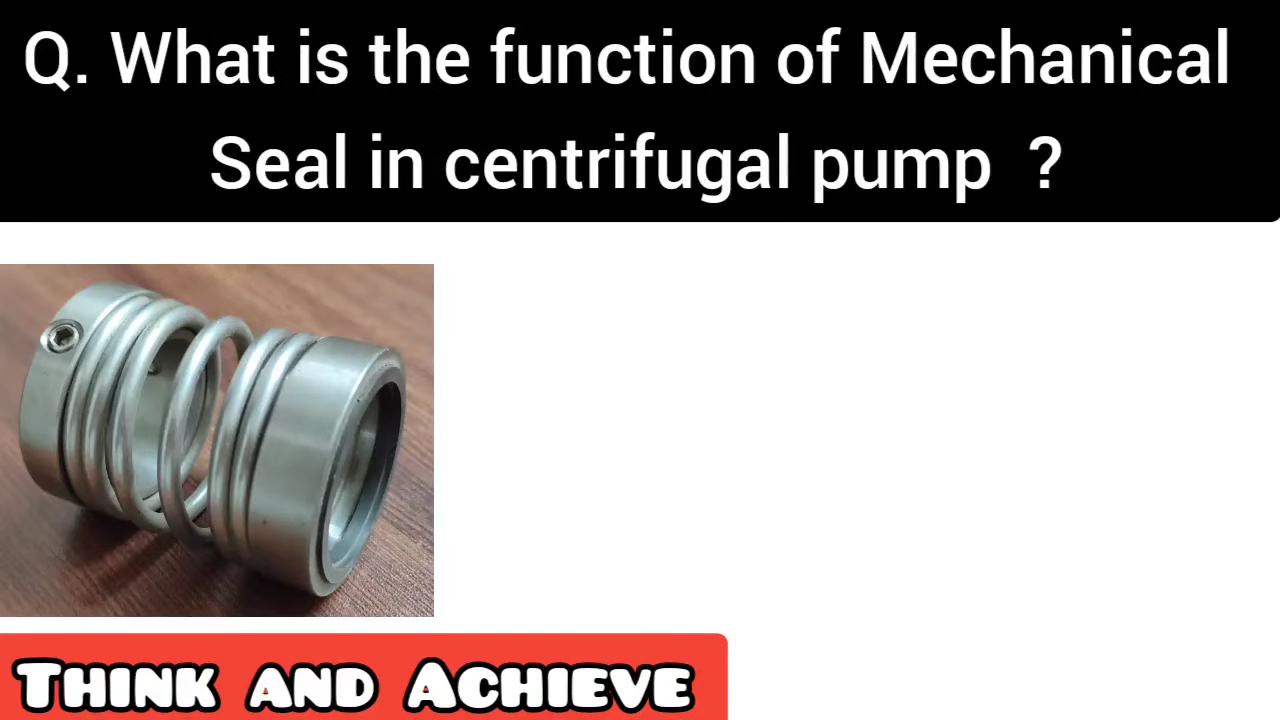 Q. What is the function of Mechanical
Seal in centrifugal pump ?
THINK AND ACHIEVE